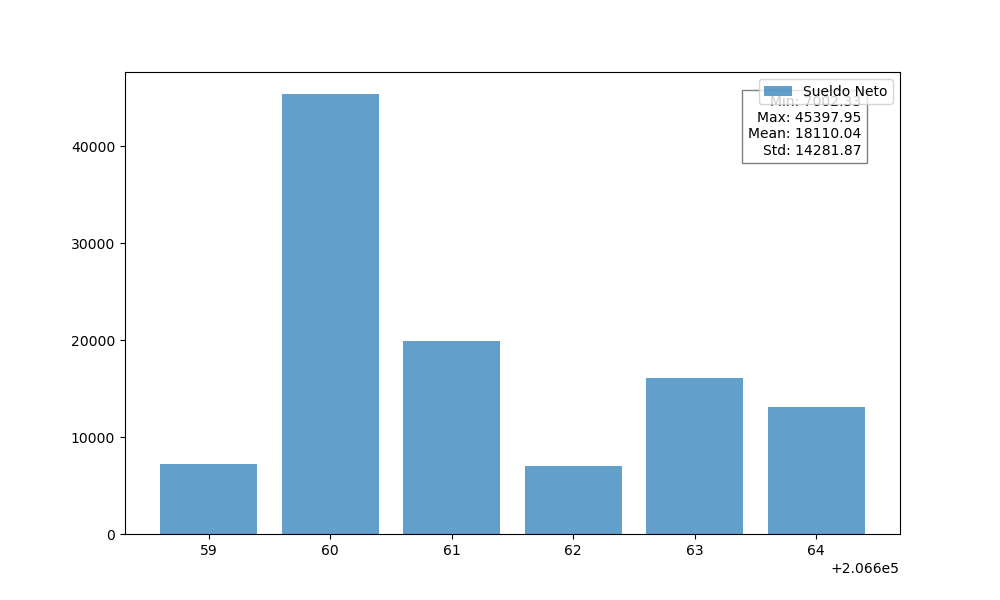 Sueldo Neto
Min: 7002.33
Max: 45397.95
Mean: 18110.04
Std: 14281.87
40000
30000
20000
10000
0
59 60 61 62 63 64
+2.066e5